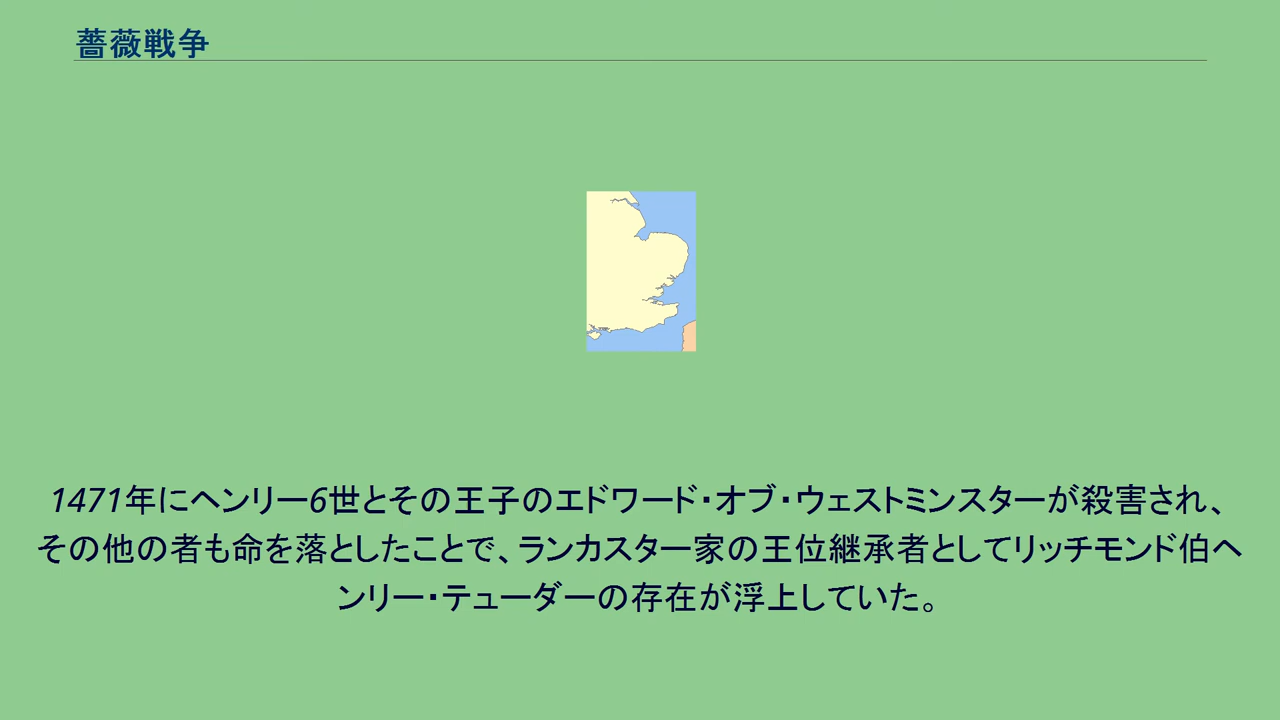 薔薇戦争
1471年にヘンリー6世とその王子のエドワード・オブ・ウェストミンスターが殺害され、
その他の者も命を落としたことで、ランカスター家の王位継承者としてリッチモンド伯ヘ
ンリー・テューダーの存在が浮上していた。